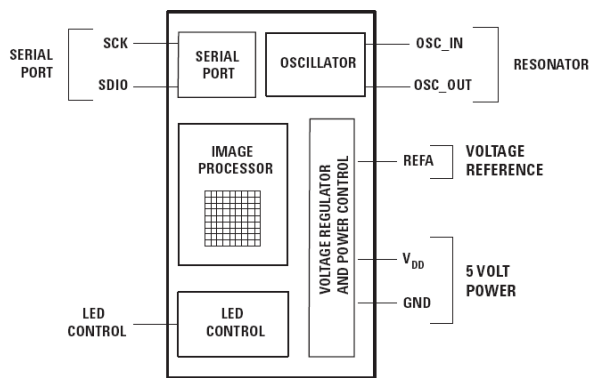 SERIAL
PORT
SCK
SDIO
SERIAL
PORT
OSCILLATOR
OSC_IN
OSC_OUT
RESONATOR
IMAGE
PROCESSOR
VOLTAGE REGULATOR
AND POWER CONTROL
REFA
VOLTAGE
REFERENCE
VDD
GND
5 VOLT
POWER
LED
CONTROL
LED
CONTROL